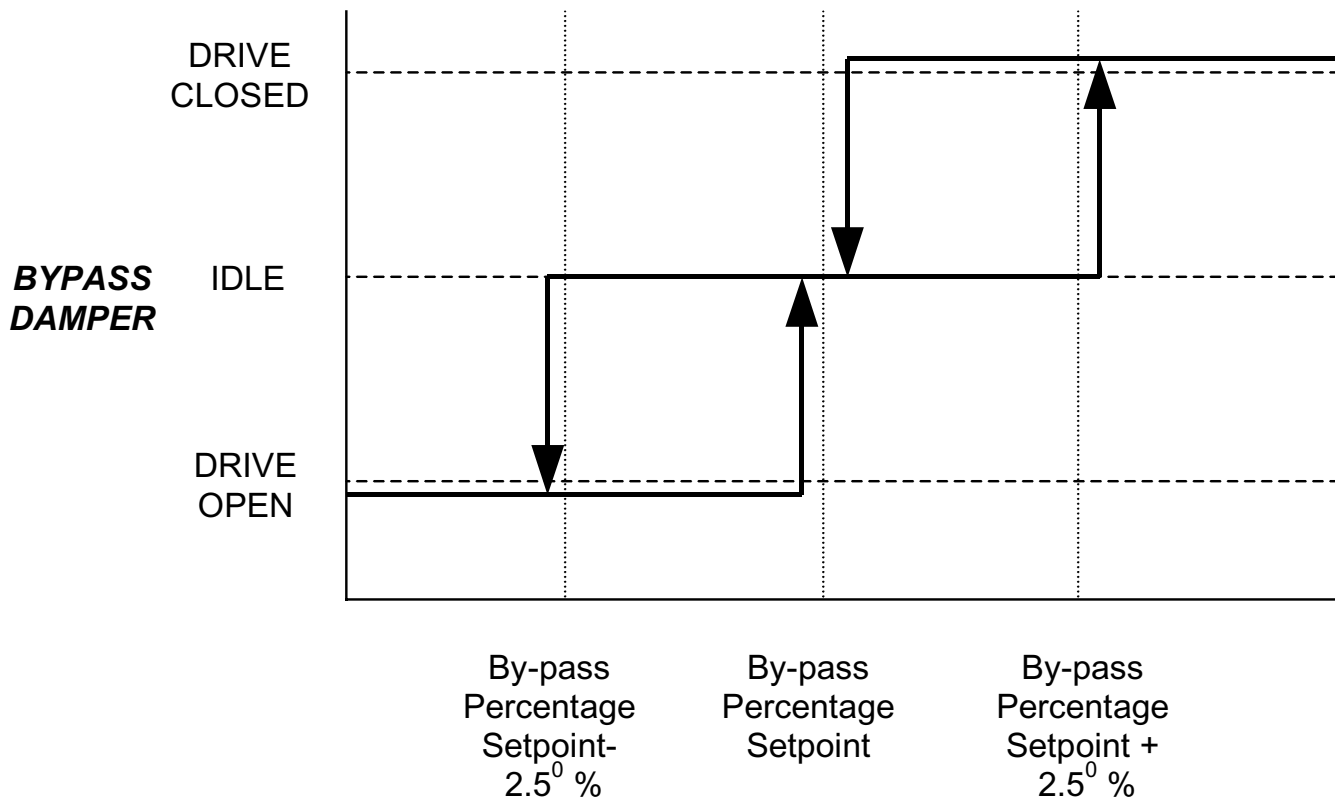 DRIVE
CLOSED
BYPASS
DAMPER
IDLE
DRIVE
OPEN
By-pass
Percentage
Setpoint-
2.5⁰ %
By-pass
Percentage
Setpoint
By-pass
Percentage
Setpoint +
2.5⁰ %